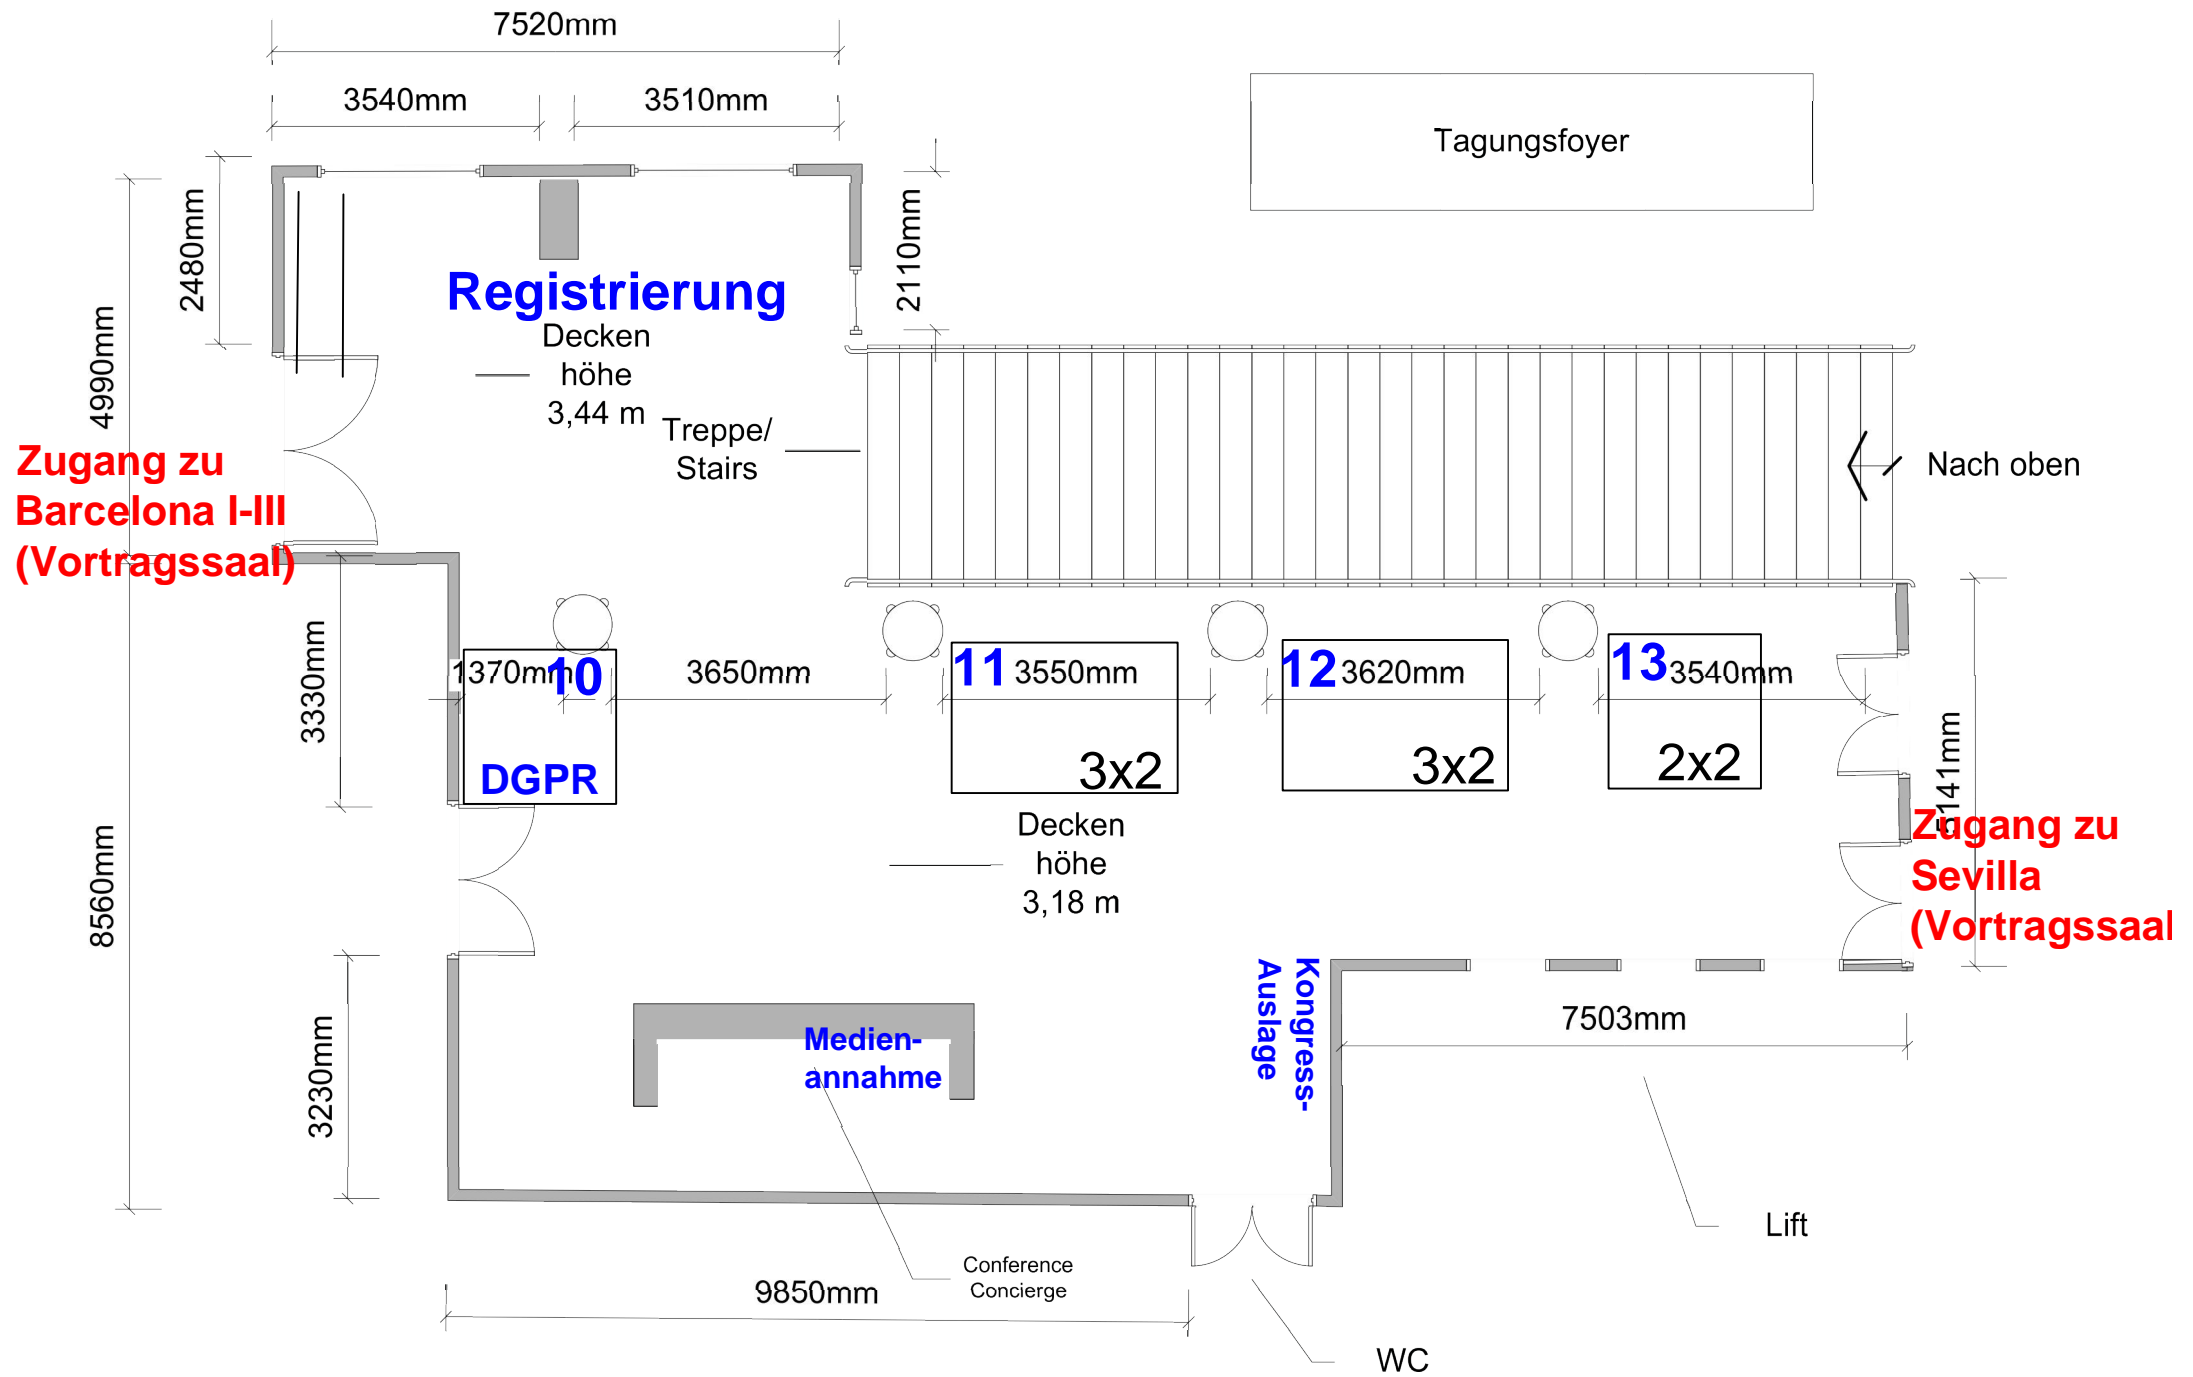 7520mm
3540mm
3510mm
Tagungsfoyer
2480mm
2110mm
4990mm
Registrierung
Decken
höhe
3,44 m
Treppe/
Stairs
Nach oben
Zugang zu
Barcelona I-III
(Vortragssaal)
3330mm
1370mm
10
DGPR
3650mm
11
3550mm
3x2
12
3620mm
3x2
13
3540mm
2x2
5141mm
Zugang zu
Sevilla
(Vortragssaal
Decken
höhe
3,18 m
8560mm
Kongress-
Auslage
Medien-
annahme
7503mm
3230mm
Lift
Conference
Concierge
9850mm
WC